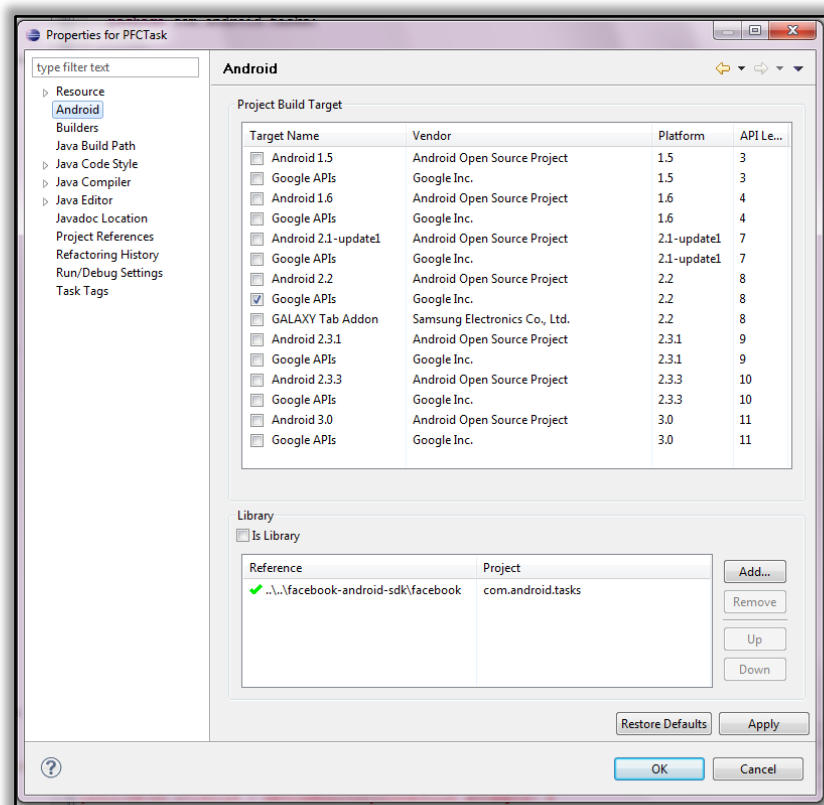 Properties for PFCTask
type filter text
Resource
Android
Builders
Java Build Path
Java Code Style
Java Compiler
Java Editor
Javadoc Location
Project References
Refactoring History
Run/Debug Settings
Task Tags
Android
Project Build Target
Target Name Vendor Platform API Le...
Android 1.5 Android Open Source Project 1.5 3
Google APIs Google Inc. 1.5 3
Android 1.6 Android Open Source Project 1.6 4
Google APIs Google Inc. 1.6 4
Android 2.1-update1 Android Open Source Project 2.1-update1 7
Google APIs Google Inc. 2.1-update1 7
Android 2.2 Android Open Source Project 2.2 8
Google APIs Google Inc. 2.2 8
GALAXY Tab Addon Samsung Electronics Co., Ltd. 2.2 8
Android 2.3.1 Android Open Source Project 2.3.1 9
Google APIs Google Inc. 2.3.1 9
Android 2.3.3 Android Open Source Project 2.3.3 10
Google APIs Google Inc. 2.3.3 10
Android 3.0 Android Open Source Project 3.0 11
Google APIs Google Inc. 3.0 11
Library
Is Library
Reference Project
..\..\facebook-android-sdk\facebook com.android.tasks
Add...
Remove
Up
Down
Restore Defaults Apply
OK Cancel